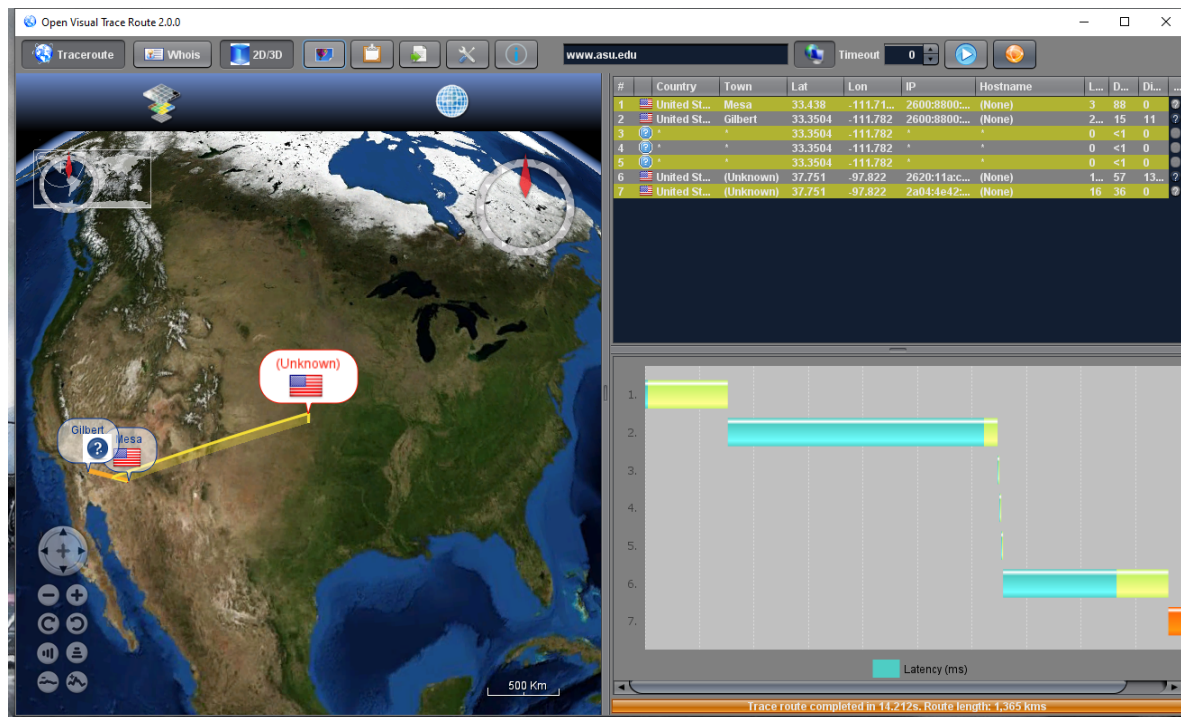 Open Visual Trace Route 2.0.0
Traceroute Whois 2D/3D www.asu.edu Timeout 0
# Country Town Lat Lon IP Hostname L... D... Di... ...
1 United St... Mesa 33.438 -111.71... 2600:8800:... (None) 3 88 0 ?
2 United St... Gilbert 33.3504 -111.782 2600:8800:... (None) 2... 15 11 ?
3 ? * * 33.3504 -111.782 * * 0 <1 0
4 ? * * 33.3504 -111.782 * * 0 <1 0
5 ? * * 33.3504 -111.782 * * 0 <1 0
6 United St... (Unknown) 37.751 -97.822 2620:11a:c... (None) 1... 57 13... ?
7 United St... (Unknown) 37.751 -97.822 2a04:4e42:... (None) 16 36 0 ?
(Unknown)
Gilbert
?
Mesa
500 Km
1.
2.
3.
4.
5.
6.
7.
Latency (ms)
Trace route completed in 14.212s. Route length: 1,365 kms